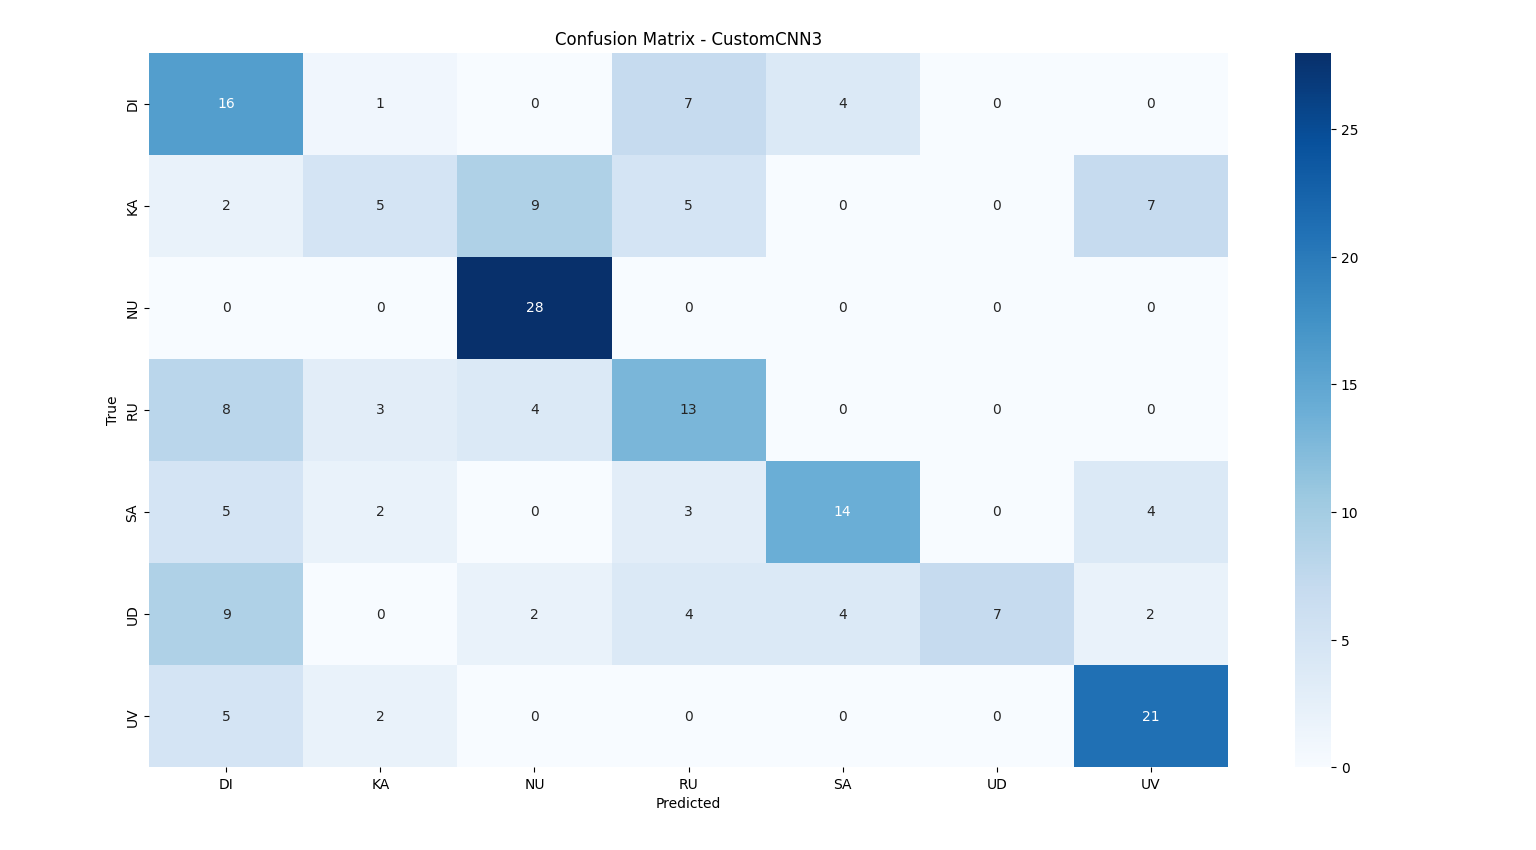 Confusion Matrix - CustomCNN3
DI 16 1 0 7 4 0 0
KA 2 5 9 5 0 0 7
NU 0 0 28 0 0 0 0
RU 8 3 4 13 0 0 0
SA 5 2 0 3 14 0 4
UD 9 0 2 4 4 7 2
UV 5 2 0 0 0 0 21
True
DI KA NU RU SA UD UV
Predicted
25
20
15
10
5
0